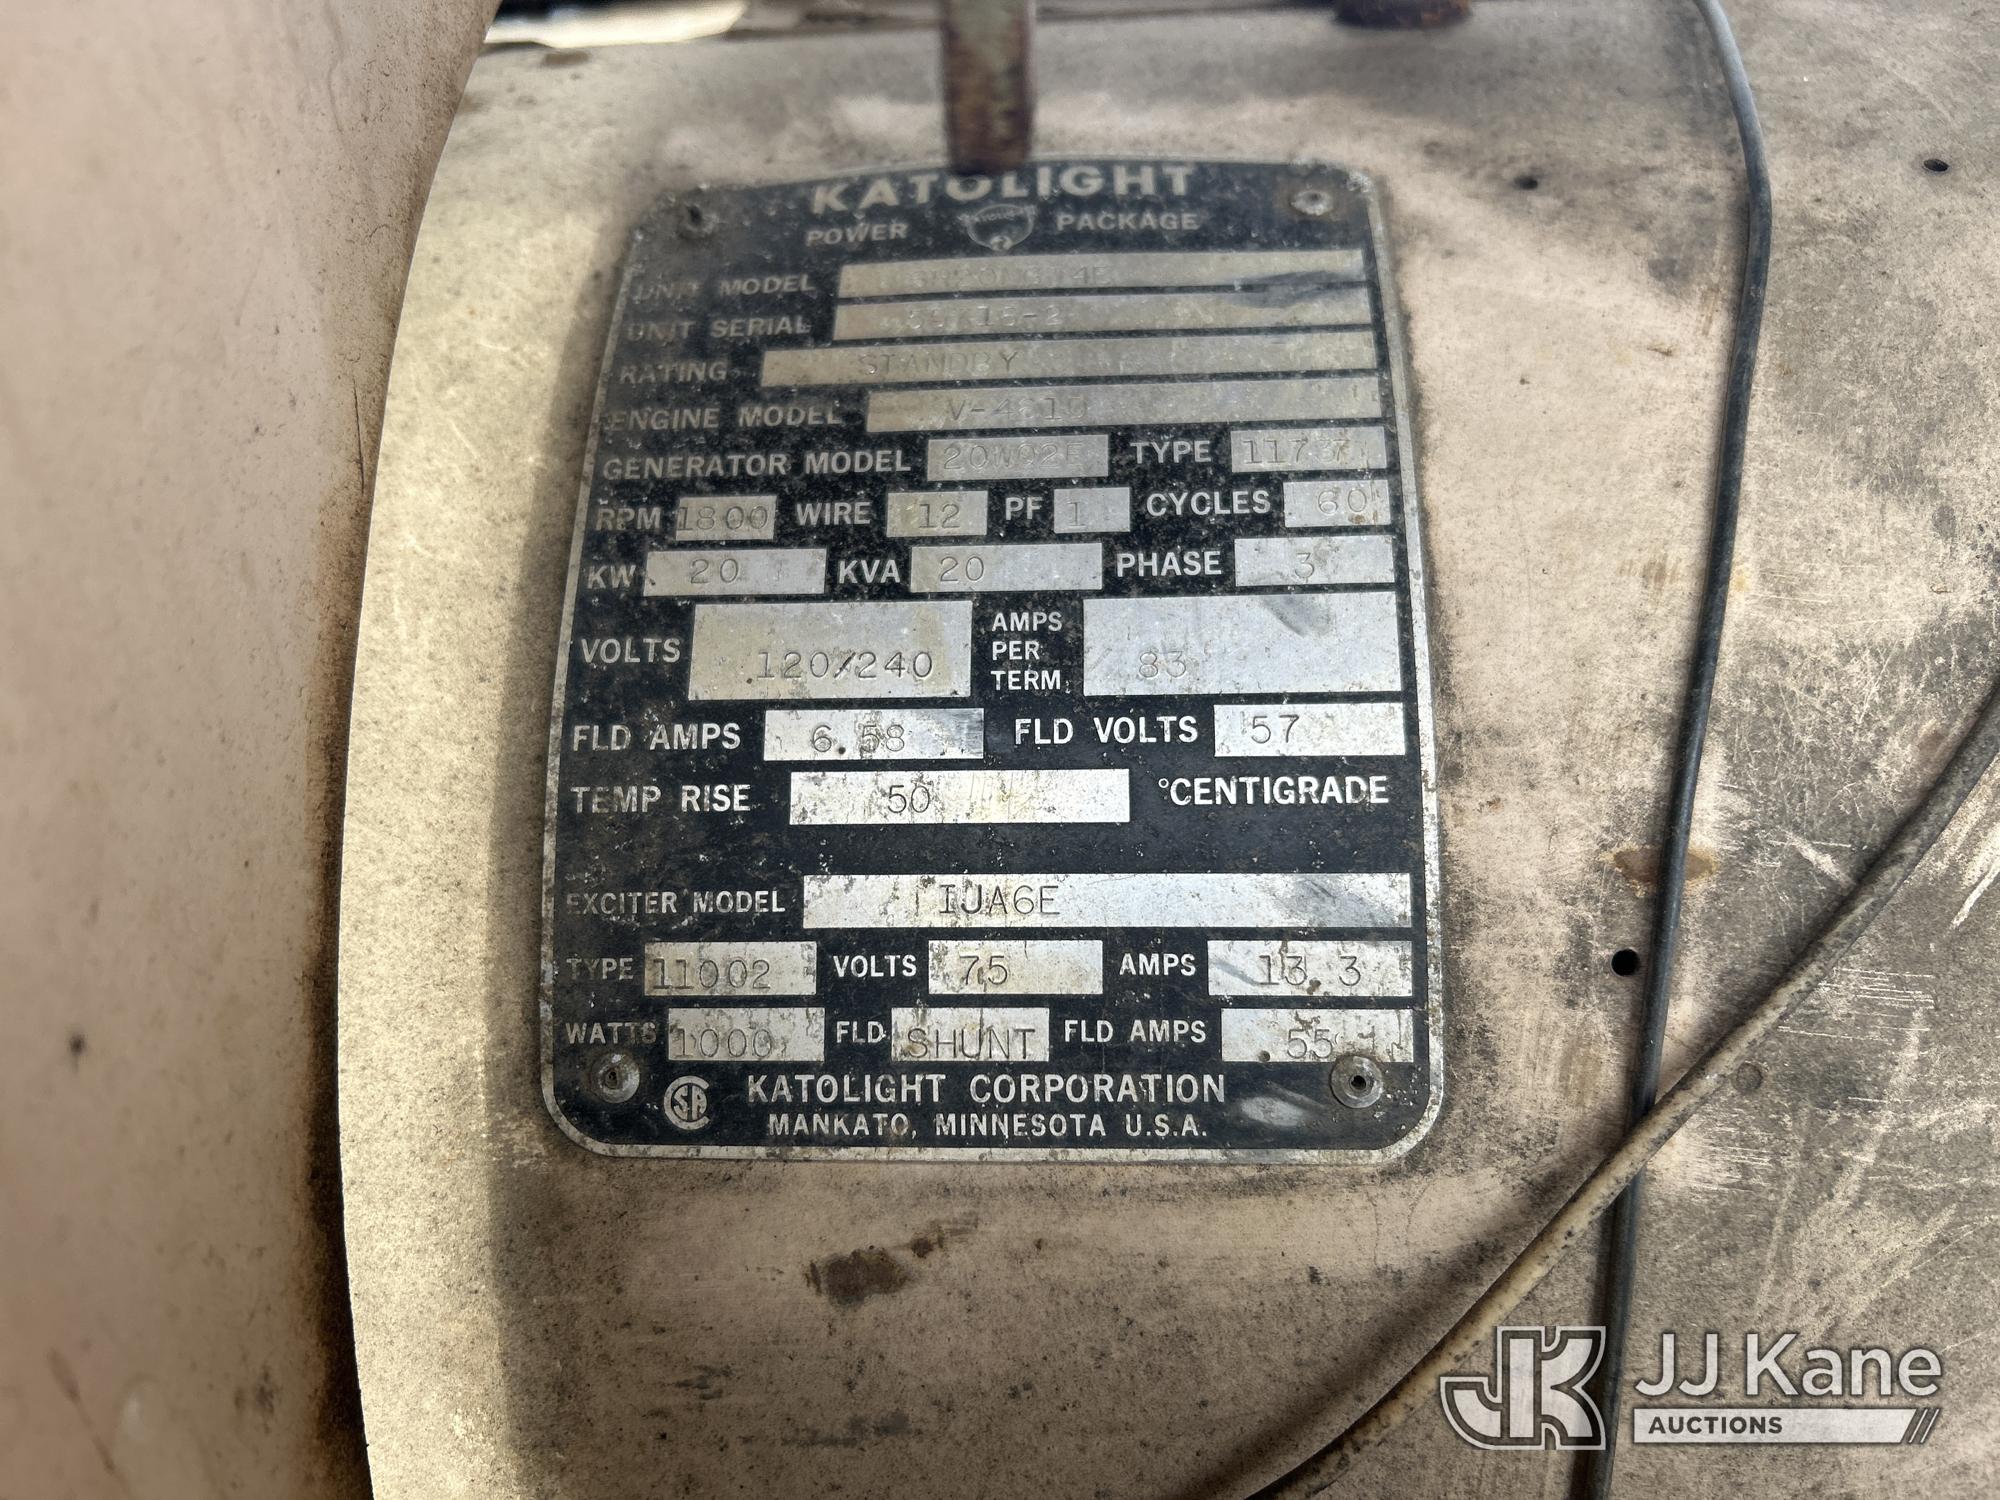 KATOLIGHT
POWER PACKAGE
UNIT MODEL
UNIT SERIAL
RATING STANDBY
ENGINE MODEL
GENERATOR MODEL 20W02E TYPE
RPM 1800 WIRE 12 PF 1 CYCLES 60
KW 20 KVA 20 PHASE 3
VOLTS 120/240 AMPS PER TERM. 83
FLD AMPS 6.58 FLD VOLTS 57
TEMP RISE 50 °CENTIGRADE
EXCITER MODEL IJA6E
TYPE 11002 VOLTS 75 AMPS 13.3
WATTS 1000 FLD SHUNT FLD AMPS
KATOLIGHT CORPORATION
MANKATO, MINNESOTA U.S.A.
JJ Kane
AUCTIONS